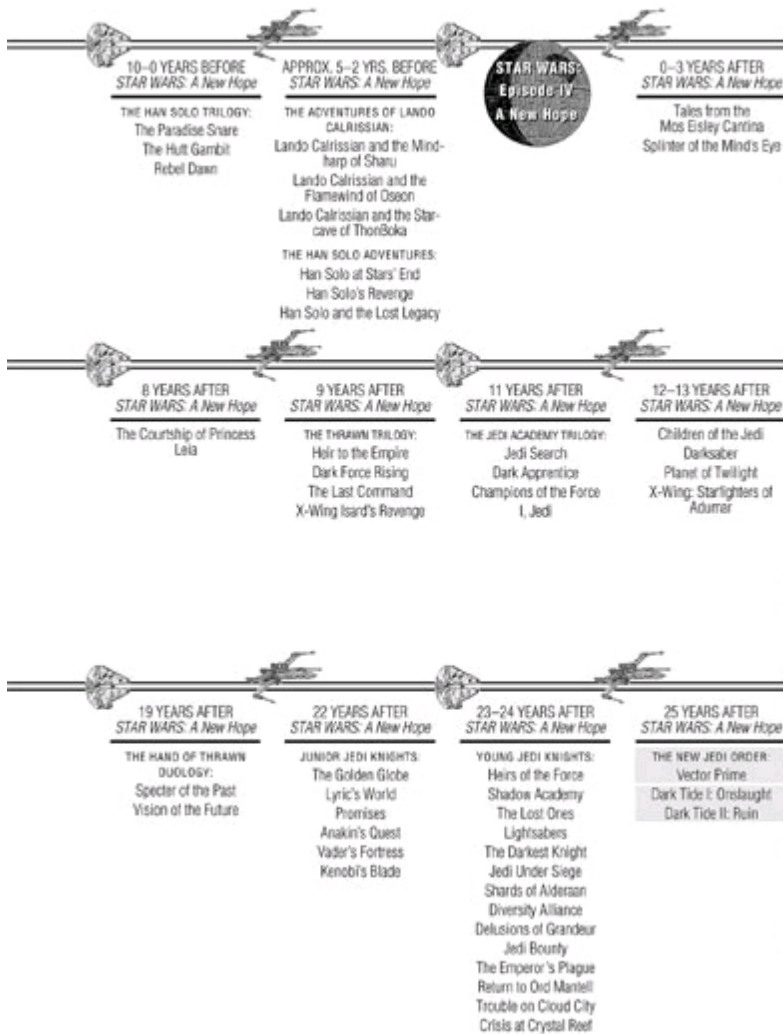 10–0 YEARS BEFORE
STAR WARS: A New Hope
THE HAN SOLO TRILOGY:
The Paradise Snare
The Hutt Gambit
Rebel Dawn
APPROX. 5–2 YRS. BEFORE
STAR WARS: A New Hope
THE ADVENTURES OF LANDO
CALRISSIAN:
Lando Calrissian and the Mind-
harp of Sharu
Lando Calrissian and the
Flamewind of Oseon
Lando Calrissian and the Star-
cave of ThonBoka
THE HAN SOLO ADVENTURES:
Han Solo at Stars' End
Han Solo's Revenge
Han Solo and the Lost Legacy
STAR WARS:
Episode IV
A New Hope
0–3 YEARS AFTER
STAR WARS: A New Hope
Tales from the
Mos Eisley Cantina
Splinter of the Mind's Eye
8 YEARS AFTER
STAR WARS: A New Hope
The Courtship of Princess
Leia
9 YEARS AFTER
STAR WARS: A New Hope
THE THRAWN TRILOGY:
Heir to the Empire
Dark Force Rising
The Last Command
X-Wing Isard's Revenge
11 YEARS AFTER
STAR WARS: A New Hope
THE JEDI ACADEMY TRILOGY:
Jedi Search
Dark Apprentice
Champions of the Force
I, Jedi
12–13 YEARS AFTER
STAR WARS: A New Hope
Children of the Jedi
Darksaber
Planet of Twilight
X-Wing: Starfighters of
Adumar
19 YEARS AFTER
STAR WARS: A New Hope
THE HAND OF THRAWN
DUOLOGY:
Specter of the Past
Vision of the Future
22 YEARS AFTER
STAR WARS: A New Hope
JUNIOR JEDI KNIGHTS:
The Golden Globe
Lyric's World
Promises
Anakin's Quest
Vader's Fortress
Kenobi's Blade
23–24 YEARS AFTER
STAR WARS: A New Hope
YOUNG JEDI KNIGHTS:
Heirs of the Force
Shadow Academy
The Lost Ones
Lightsabers
The Darkest Knight
Jedi Under Siege
Shards of Alderaan
Diversity Alliance
Delusions of Grandeur
Jedi Bounty
The Emperor's Plague
Return to Ord Mantell
Trouble on Cloud City
Crisis at Crystal Reef
25 YEARS AFTER
STAR WARS: A New Hope
THE NEW JEDI ORDER:
Vector Prime
Dark Tide I: Onslaught
Dark Tide II: Ruin